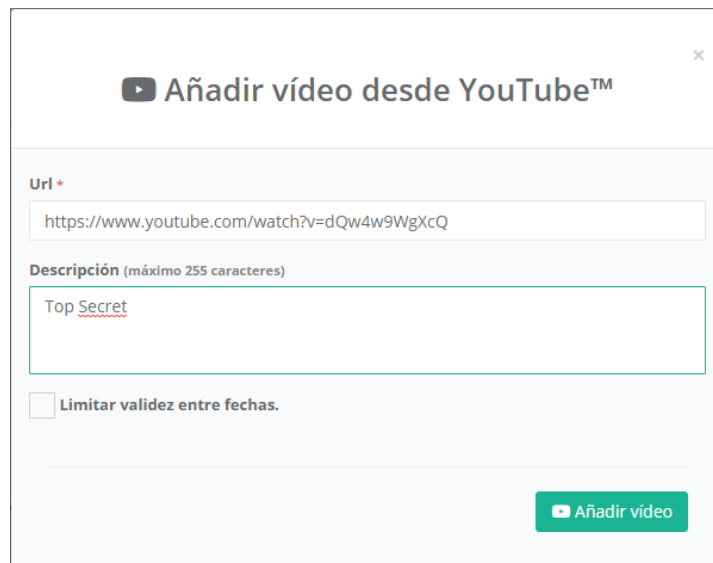 ×
Añadir vídeo desde YouTube™
Url *
https://www.youtube.com/watch?v=dQw4w9WgXcQ
Descripción (máximo 255 caracteres)
Top Secret
Limitar validez entre fechas.
Añadir vídeo